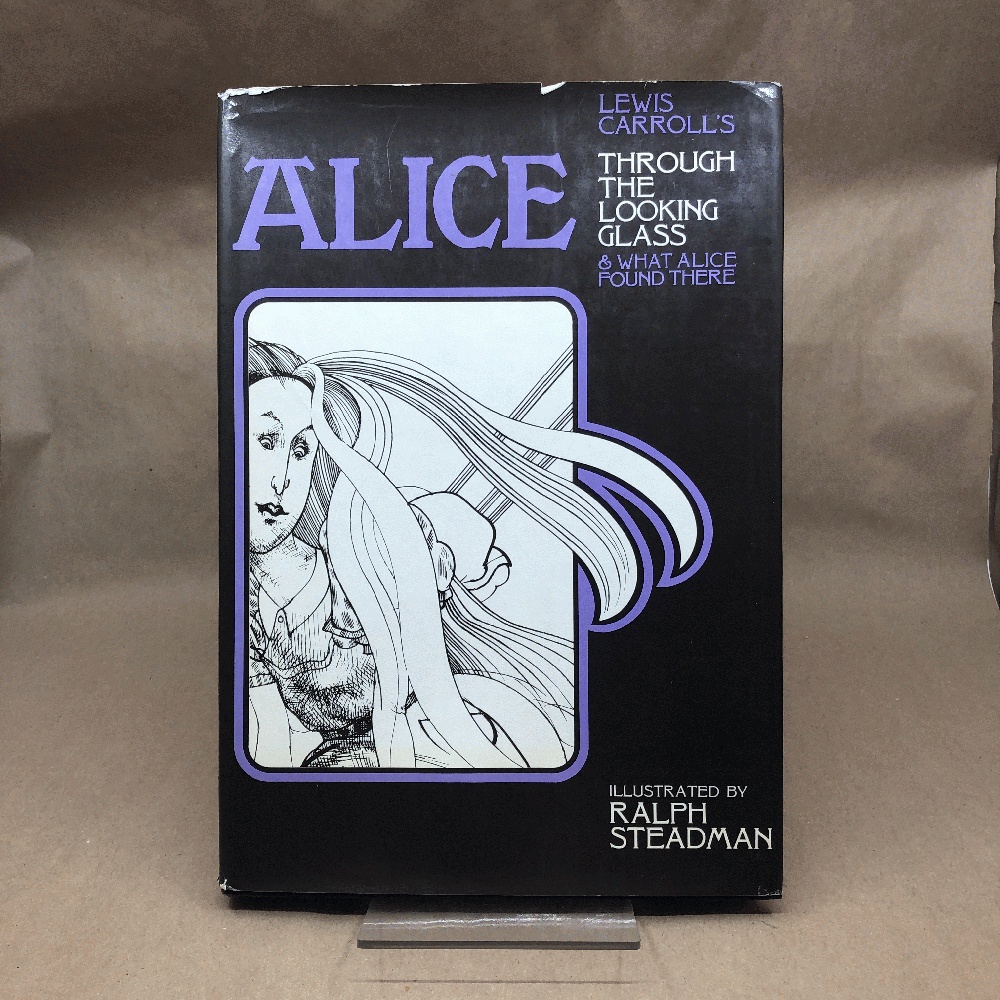 LEWIS
CARROLL'S
ALICE
THROUGH
THE
LOOKING
GLASS
& WHAT ALICE
FOUND THERE
ILLUSTRATED BY
RALPH
STEADMAN